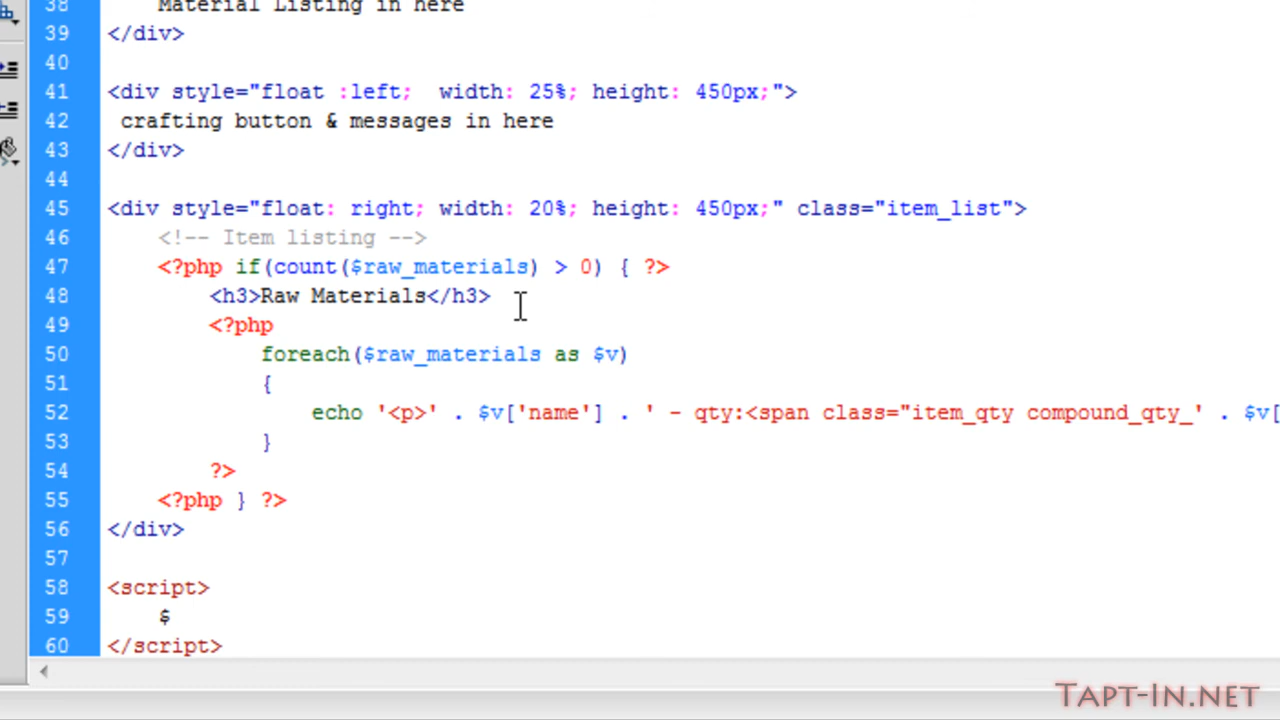 38 Material Listing in here
39 </div>
40
41 <div style="float :left;  width: 25%; height: 450px;">
42  crafting button & messages in here
43 </div>
44
45 <div style="float: right; width: 20%; height: 450px;" class="item_list">
46     <!-- Item listing -->
47     <?php if(count($raw_materials) > 0) { ?>
48         <h3>Raw Materials</h3>
49         <?php
50             foreach($raw_materials as $v)
51             {
52                 echo '<p>' . $v['name'] . ' - qty:<span class="item_qty compound_qty_' . $v[
53             }
54         ?>
55     <?php } ?>
56 </div>
57
58 <script>
59     $
60 </script>
TAPT-IN.NET